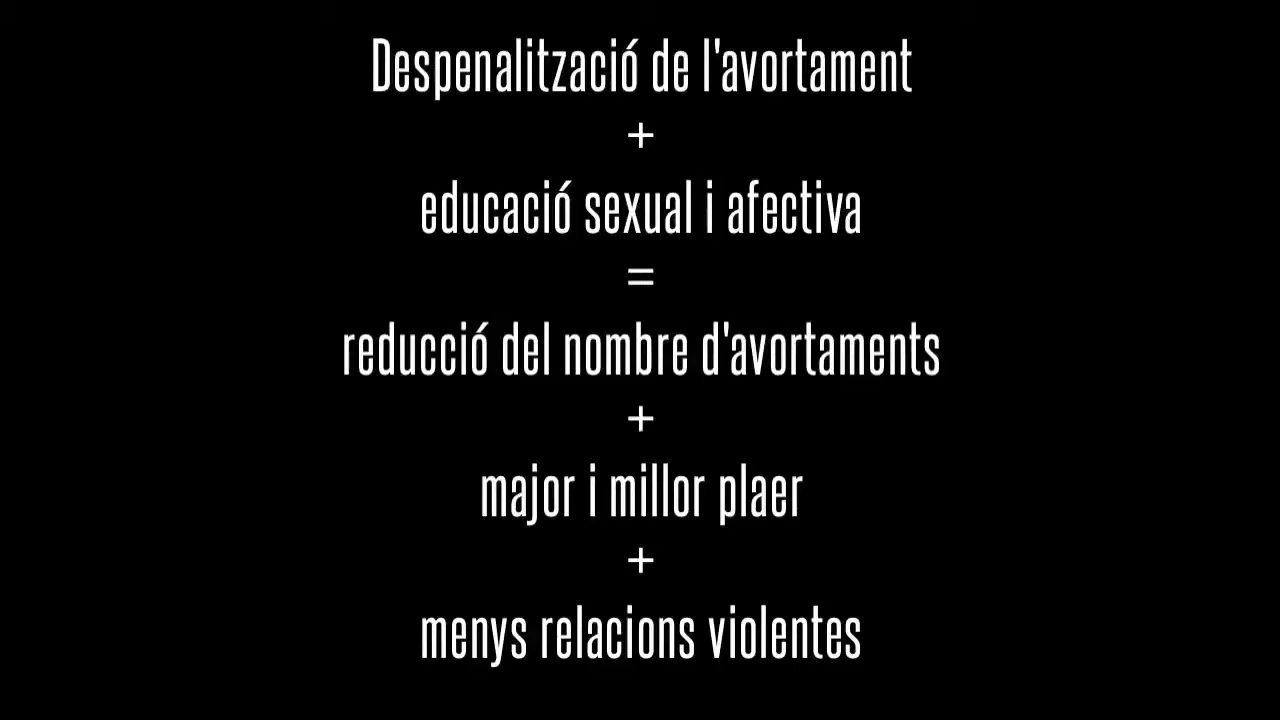 Despenalització de l'avortament
+
educació sexual i afectiva
=
reducció del nombre d'avortaments
+
major i millor plaer
+
menys relacions violentes